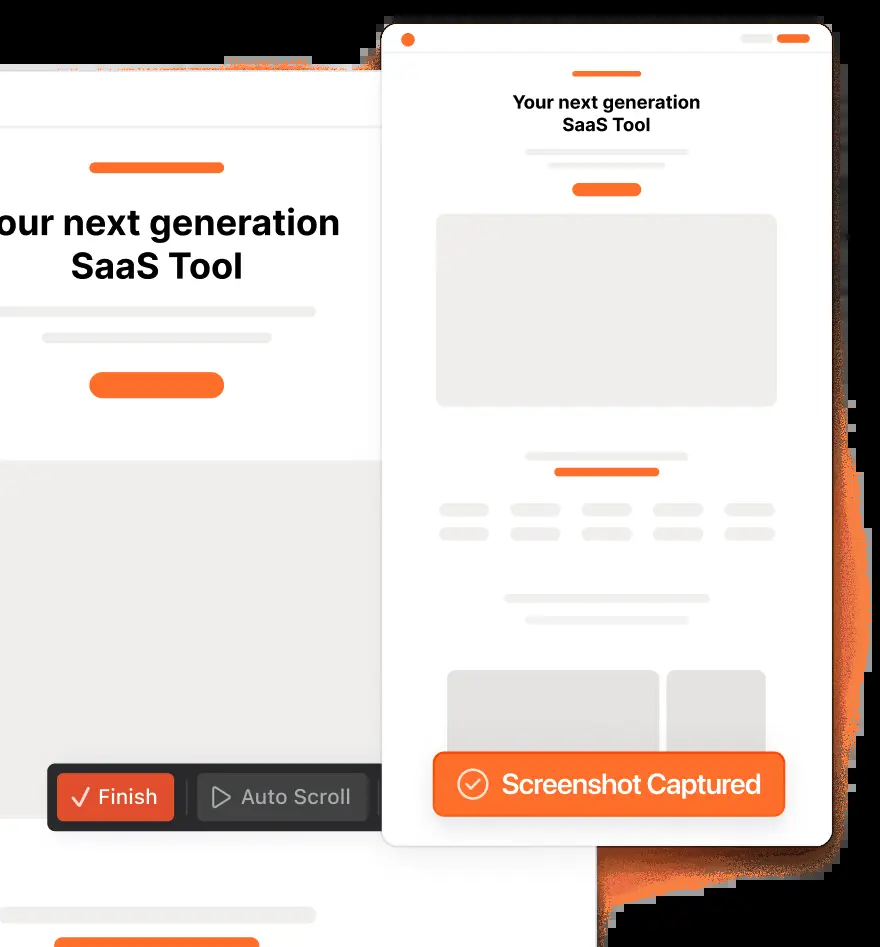 our next generation
SaaS Tool
Finish
Auto Scroll
Your next generation
SaaS Tool
Screenshot Captured